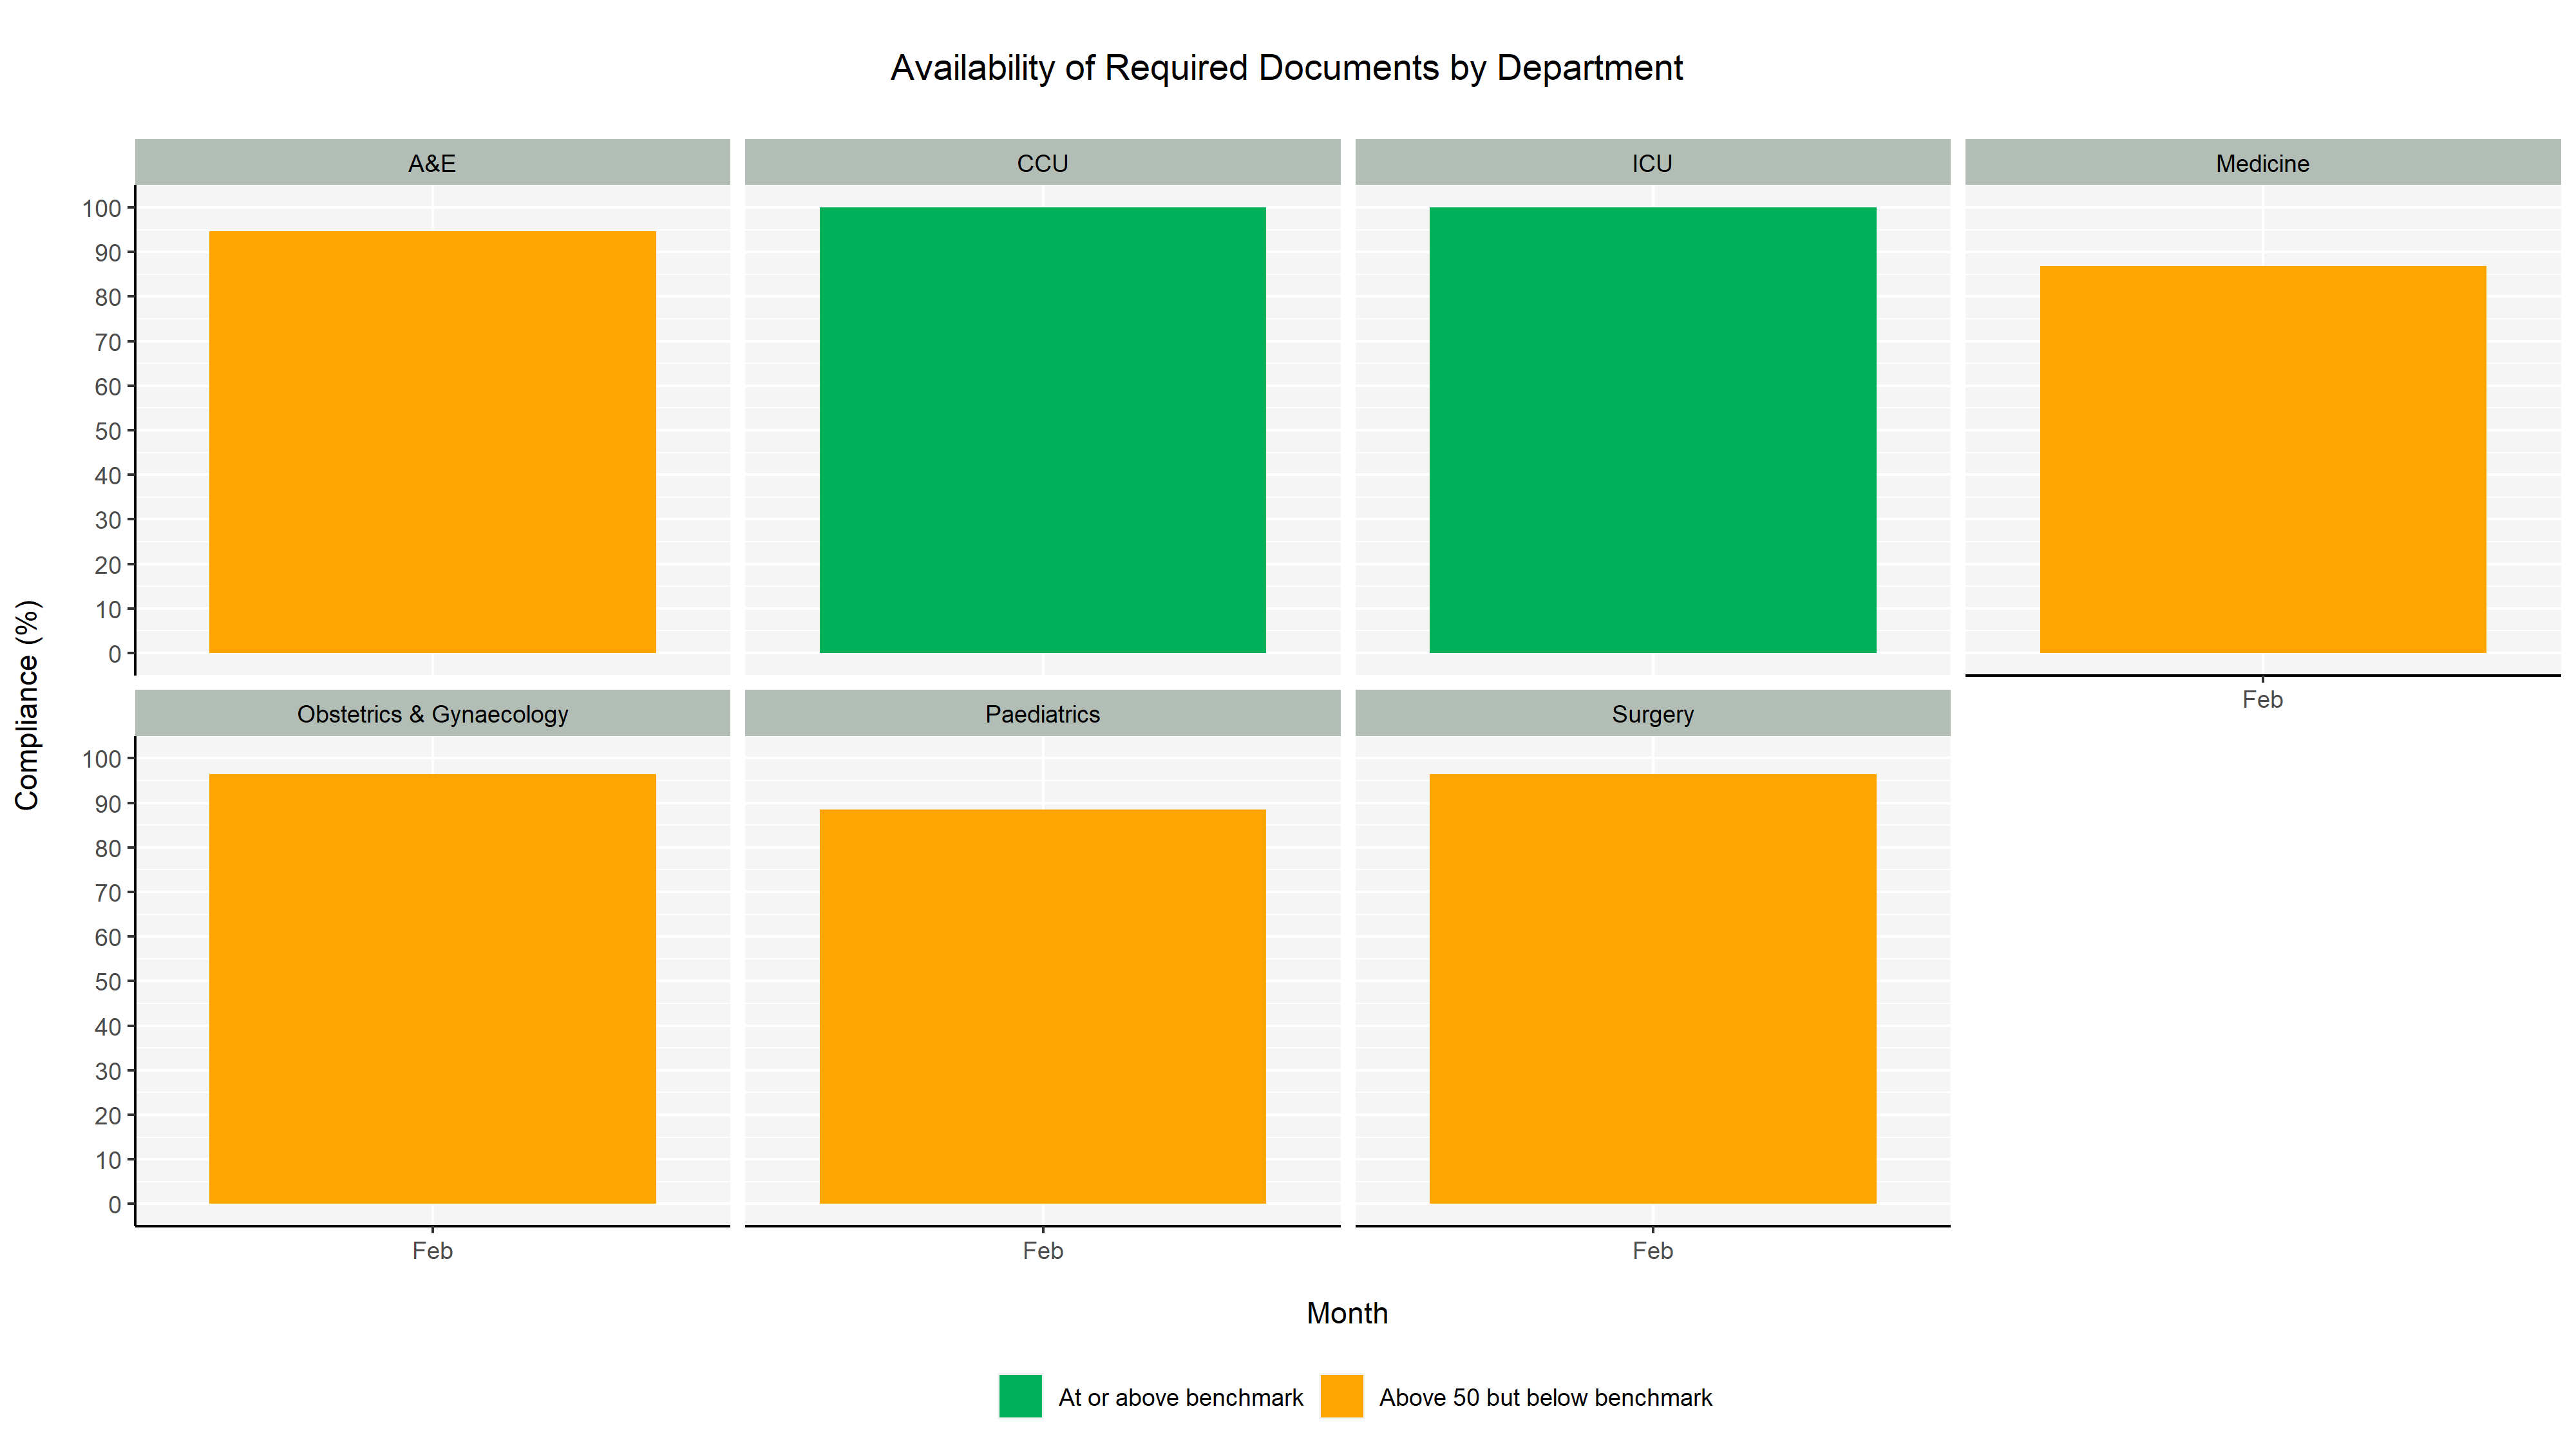 Availability of Required Documents by Department
A&E
CCU
ICU
Medicine
100
90
80
70
60
50
40
30
20
10
0
Feb
Compliance (%)
Obstetrics & Gynaecology
Paediatrics
Surgery
100
90
80
70
60
50
40
30
20
10
0
Feb
Feb
Feb
Month
At or above benchmark
Above 50 but below benchmark